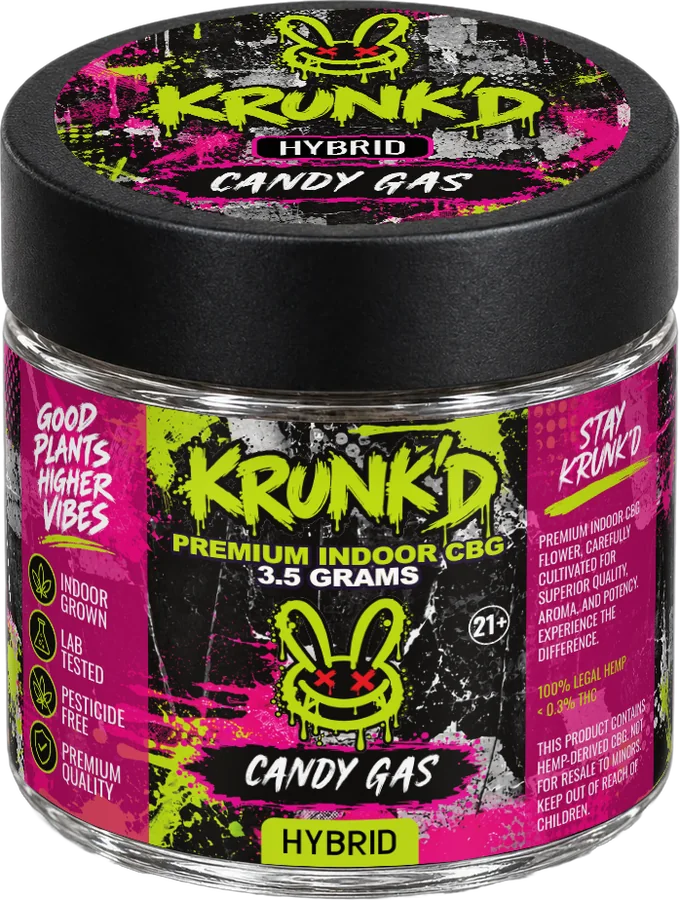 KRUNK'D
HYBRID
CANDY GAS
GOOD
PLANTS
HIGHER
VIBES
INDOOR
GROWN
LAB
TESTED
PESTICIDE
FREE
PREMIUM
QUALITY
KRUNK'D
PREMIUM INDOOR CBG
3.5 GRAMS
21+
CANDY GAS
HYBRID
STAY
KRUNK'D
PREMIUM INDOOR CBG
FLOWER, CAREFULLY
CULTIVATED FOR
SUPERIOR QUALITY,
AROMA, AND POTENCY.
EXPERIENCE THE
DIFFERENCE.
100% LEGAL HEMP
< 0.3% THC
THIS PRODUCT CONTAINS
HEMP-DERIVED CBG. NOT
FOR RESALE TO MINORS.
KEEP OUT OF REACH OF
CHILDREN.